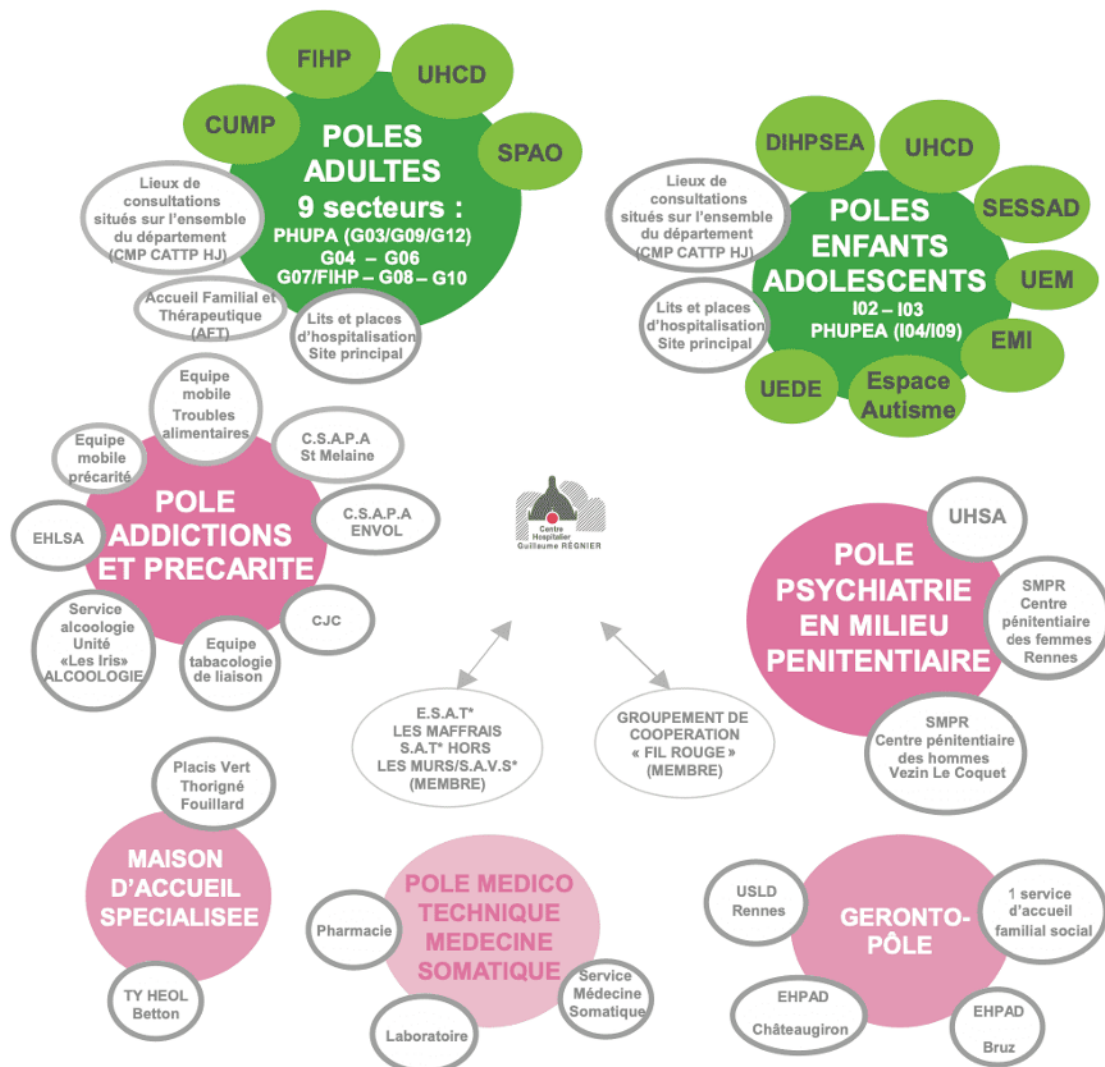 FIHP
UHCD
CUMP
SPAO
POLES
ADULTES
9 secteurs :
PHUPA (G03/G09/G12)
G04 – G06
G07/FIHP – G08 – G10
Lieux de
consultations
situés sur l'ensemble
du département
(CMP CATTP HJ)
Accueil Familial et
Thérapeutique
(AFT)
Lits et places
d'hospitalisation
Site principal
DIHPSEA
UHCD
SESSAD
UEM
EMI
Espace
Autisme
UEDE
POLES
ENFANTS
ADOLESCENTS
I02 – I03
PHUPEA (I04/I09)
Lieux de
consultations
situés sur l'ensemble
du département
(CMP CATTP HJ)
Lits et places
d'hospitalisation
Site principal
Equipe
mobile
Troubles
alimentaires
Equipe
mobile
précarité
C.S.A.P.A
St Melaine
C.S.A.P.A
ENVOL
EHLSA
POLE
ADDICTIONS
ET PRECARITE
CJC
Service
alcoologie
Unité
«Les Iris»
ALCOOLOGIE
Equipe
tabacologie
de liaison
Centre
Hospitalier
Guillaume RÉGNIER
UHSA
POLE
PSYCHIATRIE
EN MILIEU
PENITENTIAIRE
SMPR
Centre
pénitentiaire
des femmes
Rennes
SMPR
Centre pénitentiaire
des hommes
Vezin Le Coquet
E.S.A.T*
LES MAFFRAIS
S.A.T* HORS
LES MURS/S.A.V.S*
(MEMBRE)
GROUPEMENT DE
COOPERATION
« FIL ROUGE »
(MEMBRE)
Placis Vert
Thorigné
Fouillard
MAISON
D'ACCUEIL
SPECIALISEE
TY HEOL
Betton
POLE MEDICO
TECHNIQUE
MEDECINE
SOMATIQUE
Pharmacie
Laboratoire
Service
Médecine
Somatique
USLD
Rennes
1 service
d'accueil
familial social
GERONTO-
PÔLE
EHPAD
Châteaugiron
EHPAD
Bruz